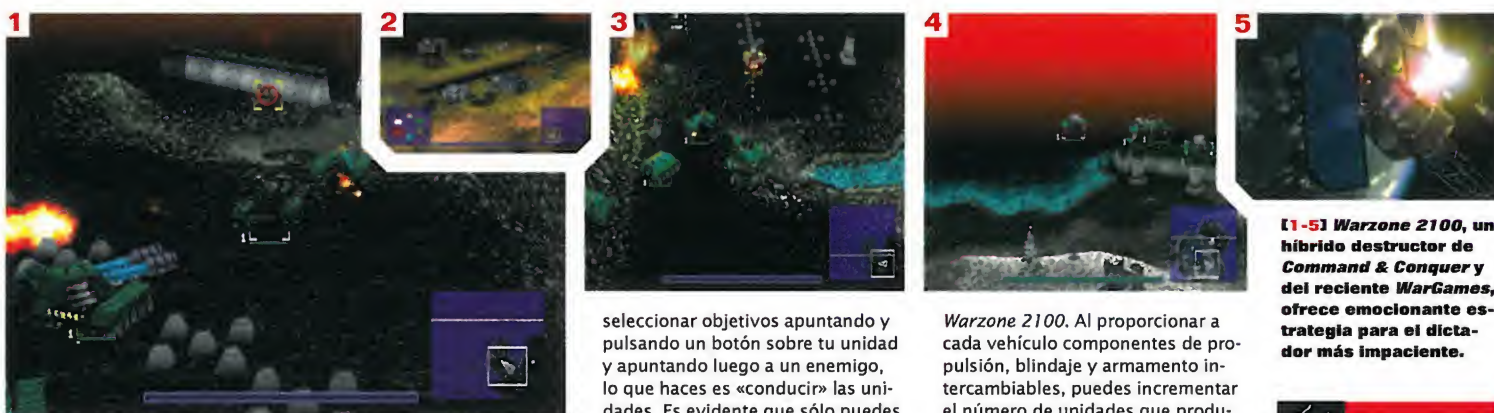 1
2
3
4
5
seleccionar objetivos apuntando y
pulsando un botón sobre tu unidad
y apuntando luego a un enemigo,
lo que haces es «conducir» las uni-
dades. Es evidente que sólo puedes
Warzone 2100. Al proporcionar a
cada vehículo componentes de pro-
pulsión, blindaje y armamento in-
tercambiables, puedes incrementar
el número de unidades que produ-
[1-5] Warzone 2100, un
híbrido destructor de
Command & Conquer y
del reciente WarGames,
ofrece emocionante es-
trategia para el dicta-
dor más impaciente.